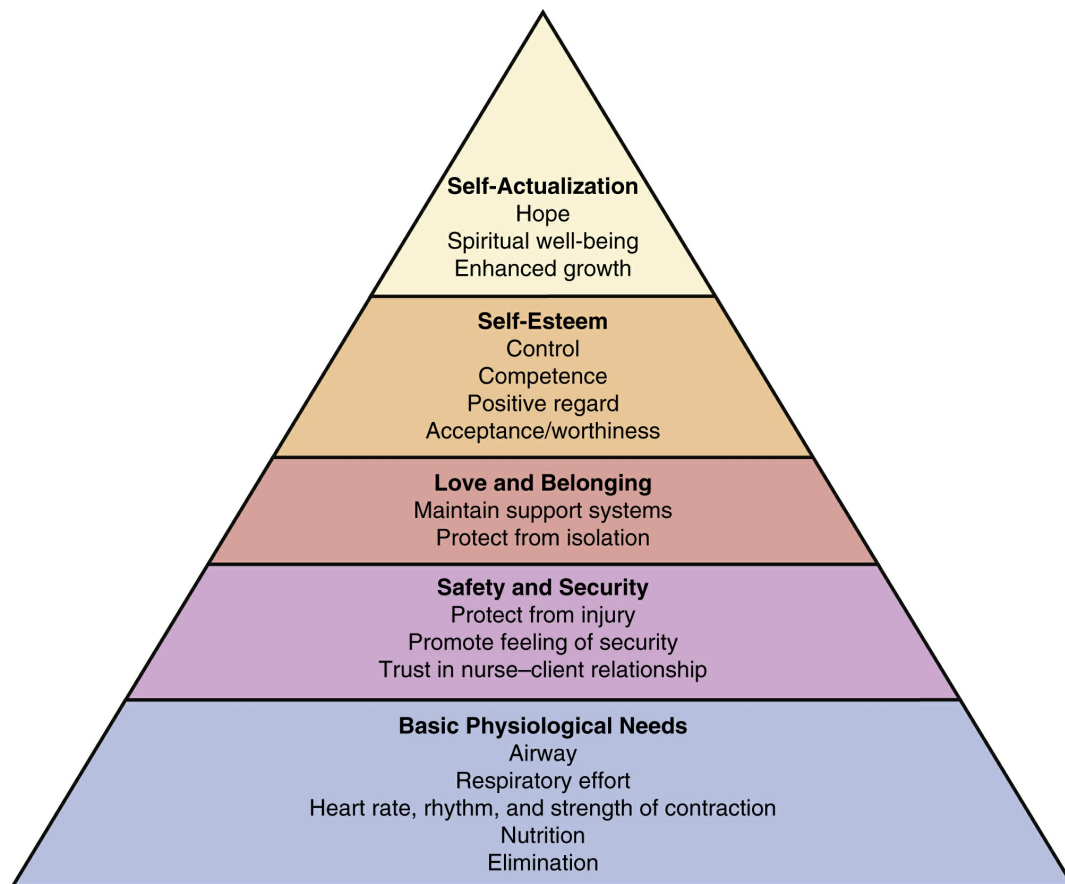 Self-Actualization
Hope
Spiritual well-being
Enhanced growth
Self-Esteem
Control
Competence
Positive regard
Acceptance/worthiness
Love and Belonging
Maintain support systems
Protect from isolation
Safety and Security
Protect from injury
Promote feeling of security
Trust in nurse–client relationship
Basic Physiological Needs
Airway
Respiratory effort
Heart rate, rhythm, and strength of contraction
Nutrition
Elimination